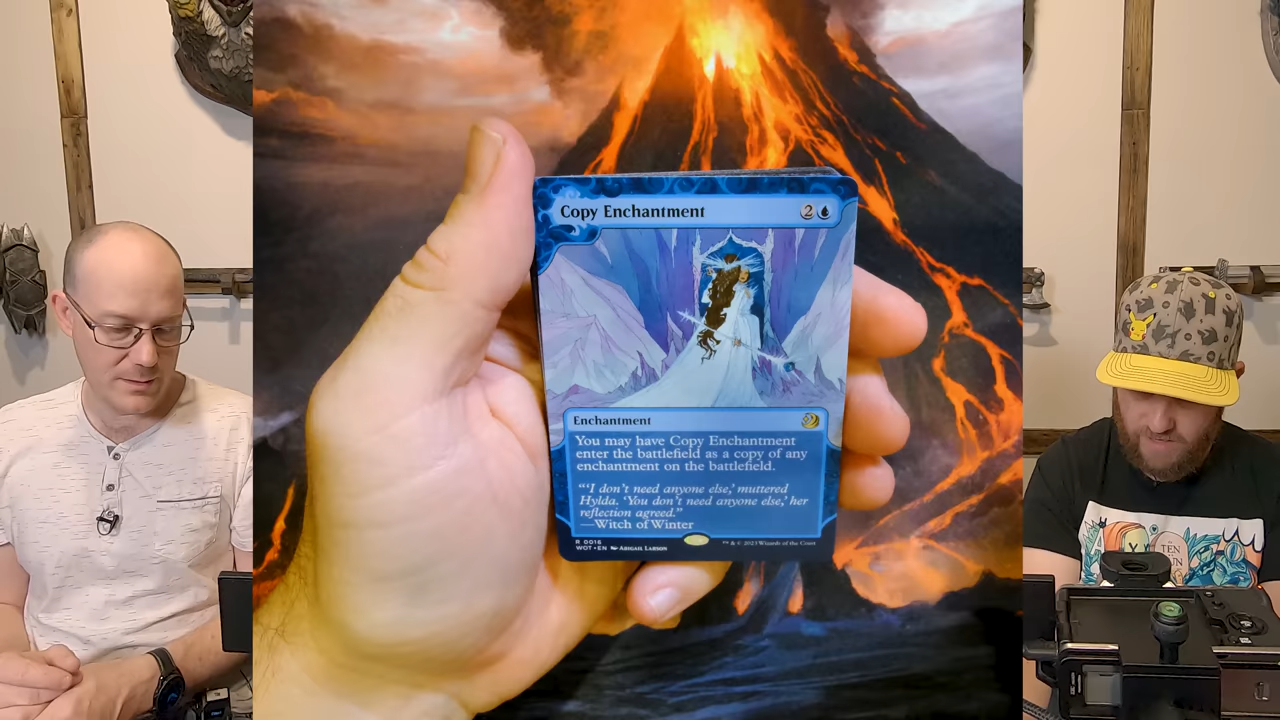 Copy Enchantment 2
Enchantment
You may have Copy Enchantment
enter the battlefield as a copy of any
enchantment on the battlefield.
“‘I don't need anyone else,’ muttered
Hylda. ‘You don't need anyone else,’ her
reflection agreed.”
—Witch of Winter
R 0016
WOT • EN Abigail Larson
™ & © 2023 Wizards of the Coast
TEN